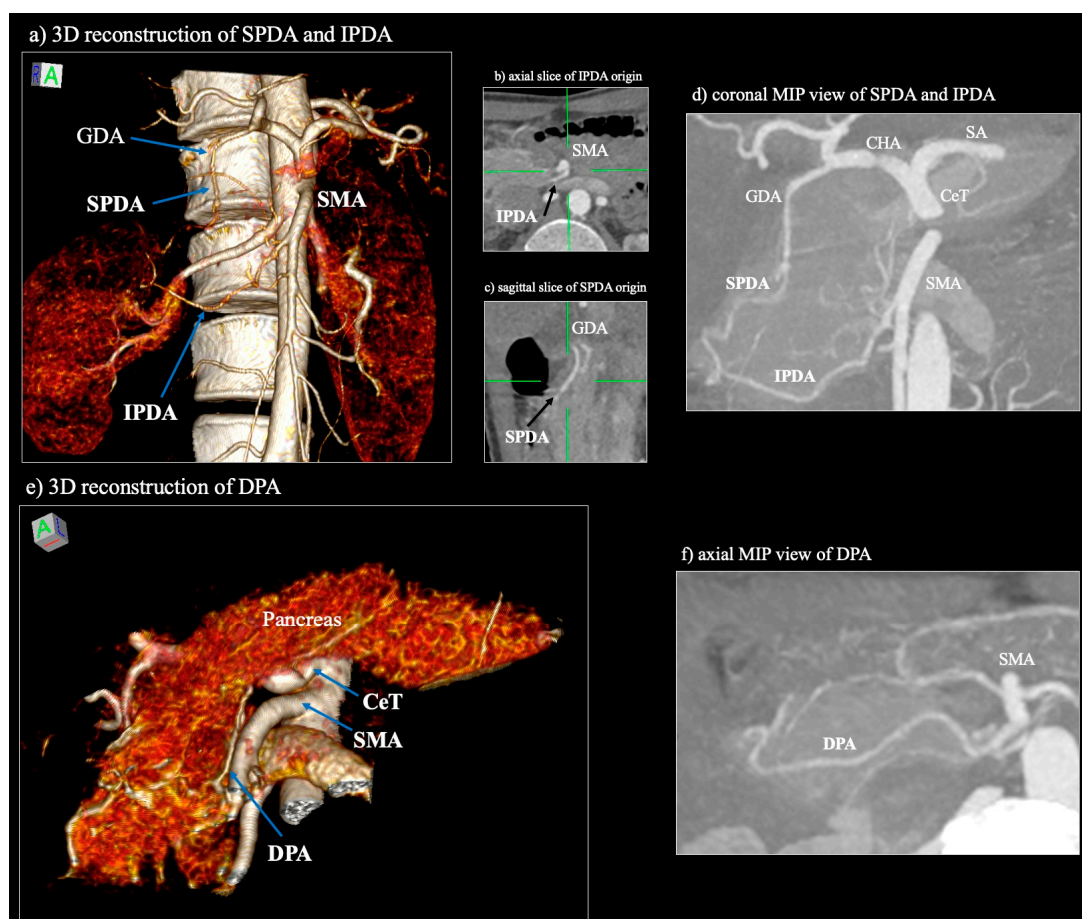 a) 3D reconstruction of SPDA and IPDA
R A
GDA
SPDA
SMA
IPDA
b) axial slice of IPDA origin
SMA
IPDA
c) sagittal slice of SPDA origin
GDA
SPDA
d) coronal MIP view of SPDA and IPDA
SA
CHA
CeT
GDA
SPDA
SMA
IPDA
e) 3D reconstruction of DPA
A L
Pancreas
CeT
SMA
DPA
f) axial MIP view of DPA
SMA
DPA